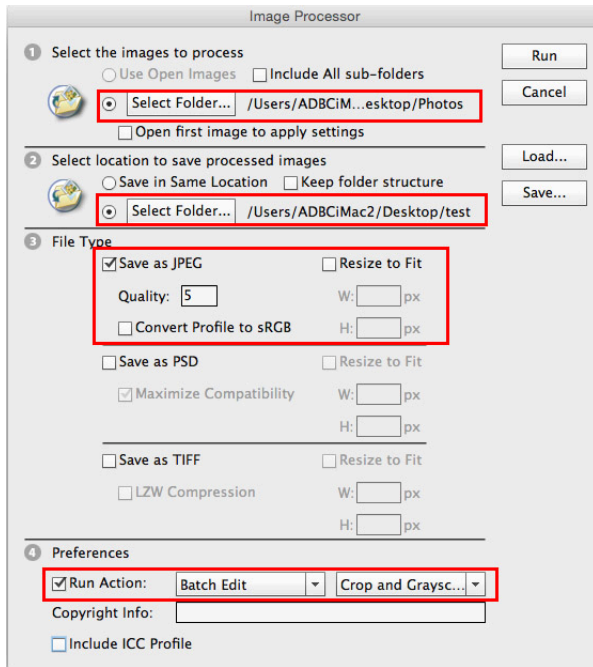 Image Processor
1 Select the images to process
Use Open Images Include All sub-folders
Select Folder... /Users/ADBCiM...esktop/Photos
Open first image to apply settings
2 Select location to save processed images
Save in Same Location Keep folder structure
Select Folder... /Users/ADBCiMac2/Desktop/test
3 File Type
Save as JPEG Resize to Fit
Quality: 5 W: px
Convert Profile to sRGB H: px
Save as PSD Resize to Fit
Maximize Compatibility W: px
H: px
Save as TIFF Resize to Fit
LZW Compression W: px
H: px
4 Preferences
Run Action: Batch Edit Crop and Graysc...
Copyright Info:
Include ICC Profile
Run
Cancel
Load...
Save...